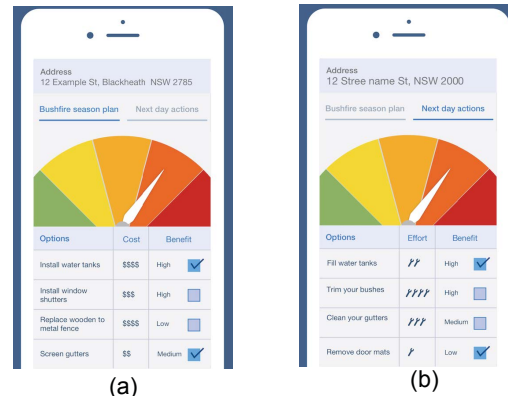 Address
12 Example St, Blackheath NSW 2785
Bushfire season plan Next day actions
Options Cost Benefit
Install water tanks $$$$ High
Install window
shutters $$$ High
Replace wooden to
metal fence $$$$ Low
Screen gutters $$ Medium
(a)
Address
12 Stree name St, NSW 2000
Bushfire season plan Next day actions
Options Effort Benefit
Fill water tanks High
Trim your bushes High
Clean your gutters Medium
Remove door mats Low
(b)